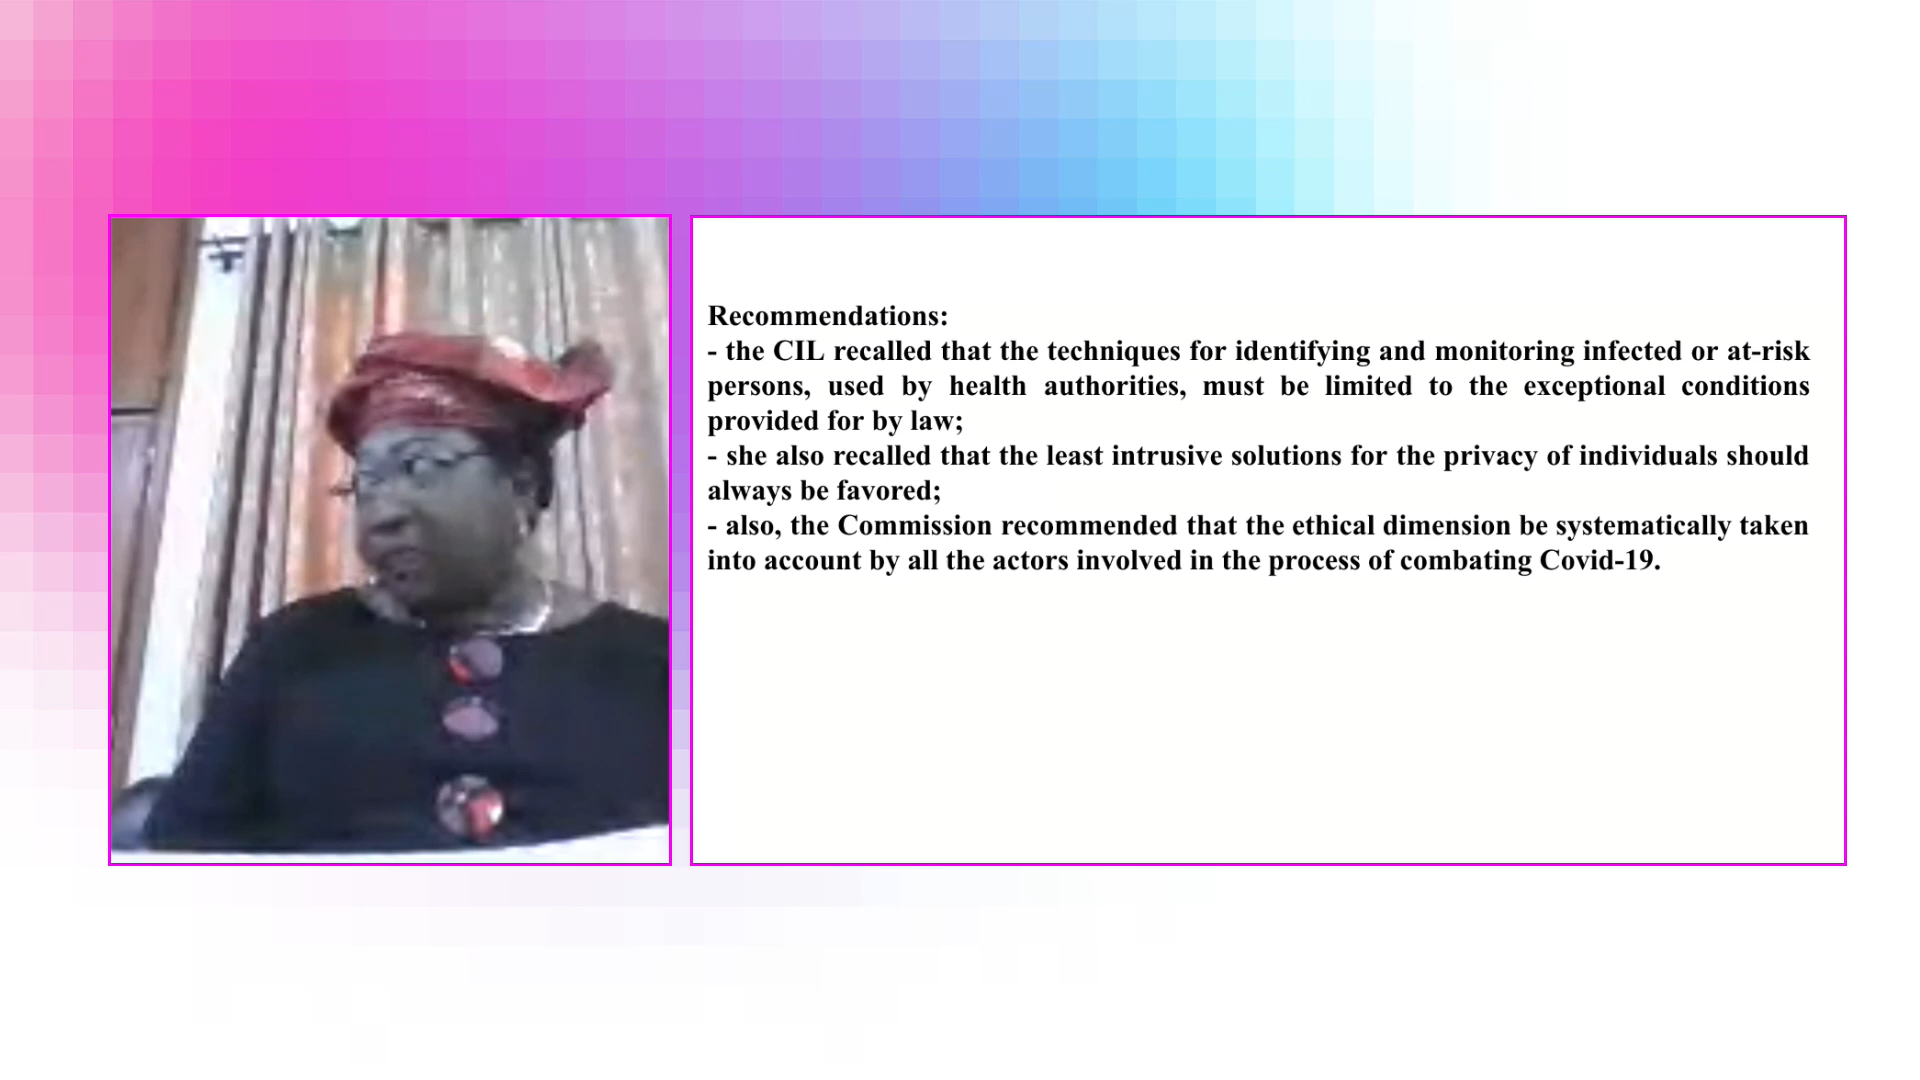 Recommendations:
- the CIL recalled that the techniques for identifying and monitoring infected or at-risk
persons, used by health authorities, must be limited to the exceptional conditions
provided for by law;
- she also recalled that the least intrusive solutions for the privacy of individuals should
always be favored;
- also, the Commission recommended that the ethical dimension be systematically taken
into account by all the actors involved in the process of combating Covid-19.